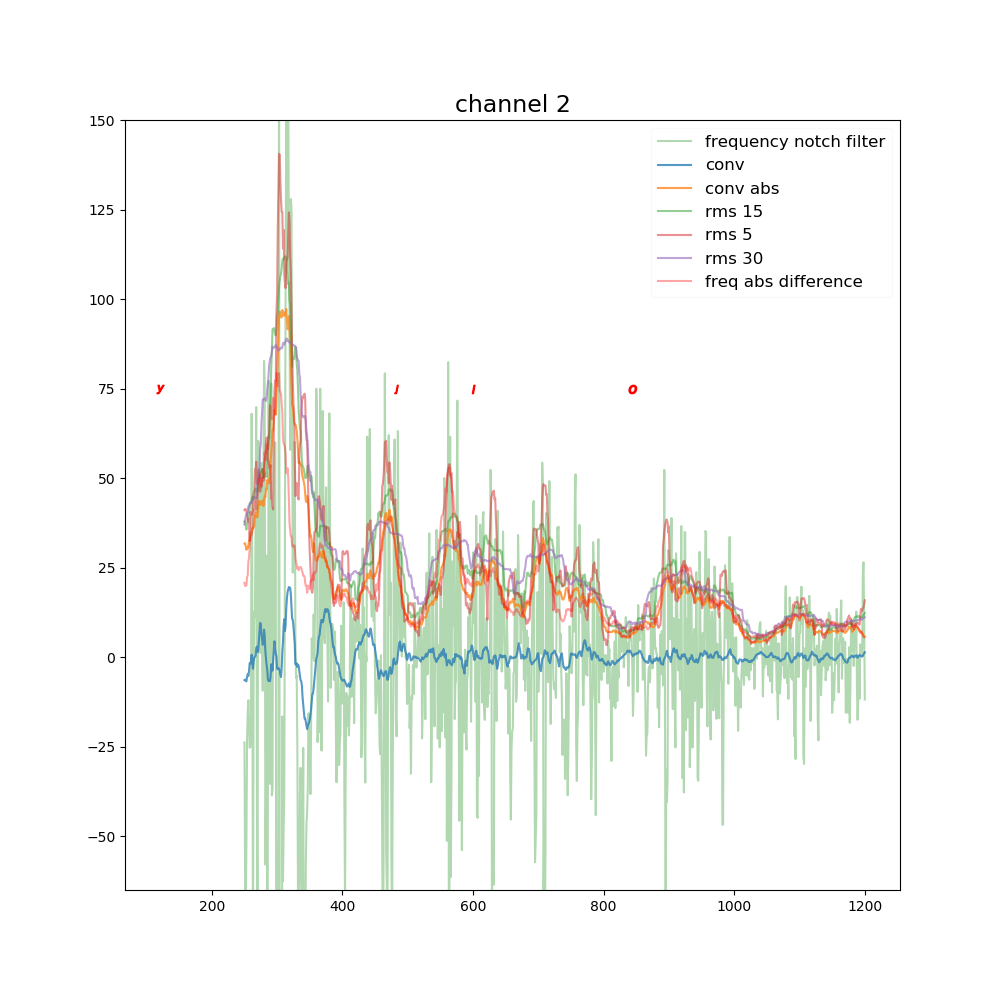 channel 2
150
125
100
75
50
25
0
−25
−50
200 400 600 800 1000 1200
frequency notch filter
conv
conv abs
rms 15
rms 5
rms 30
freq abs difference
y J I o